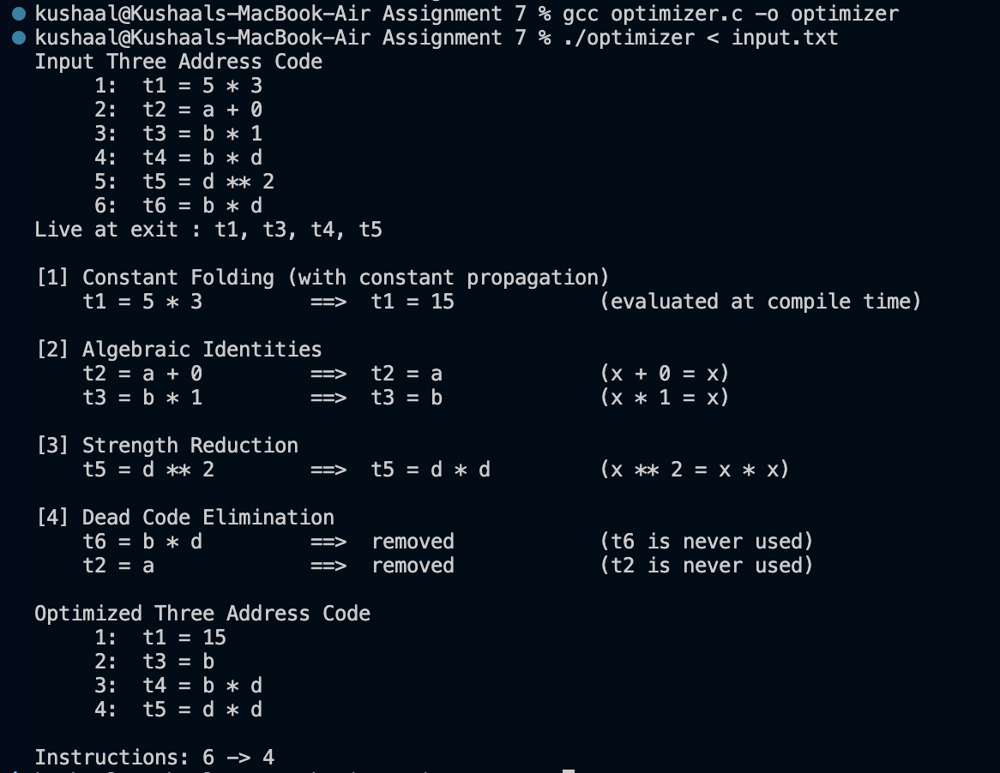 kushaal@Kushaals-MacBook-Air Assignment 7 % gcc optimizer.c -o optimizer
kushaal@Kushaals-MacBook-Air Assignment 7 % ./optimizer < input.txt
Input Three Address Code
1: t1 = 5 * 3
2: t2 = a + 0
3: t3 = b * 1
4: t4 = b * d
5: t5 = d ** 2
6: t6 = b * d
Live at exit : t1, t3, t4, t5
[1] Constant Folding (with constant propagation)
t1 = 5 * 3 ==> t1 = 15 (evaluated at compile time)
[2] Algebraic Identities
t2 = a + 0 ==> t2 = a (x + 0 = x)
t3 = b * 1 ==> t3 = b (x * 1 = x)
[3] Strength Reduction
t5 = d ** 2 ==> t5 = d * d (x ** 2 = x * x)
[4] Dead Code Elimination
t6 = b * d ==> removed (t6 is never used)
t2 = a ==> removed (t2 is never used)
Optimized Three Address Code
1: t1 = 15
2: t3 = b
3: t4 = b * d
4: t5 = d * d
Instructions: 6 -> 4